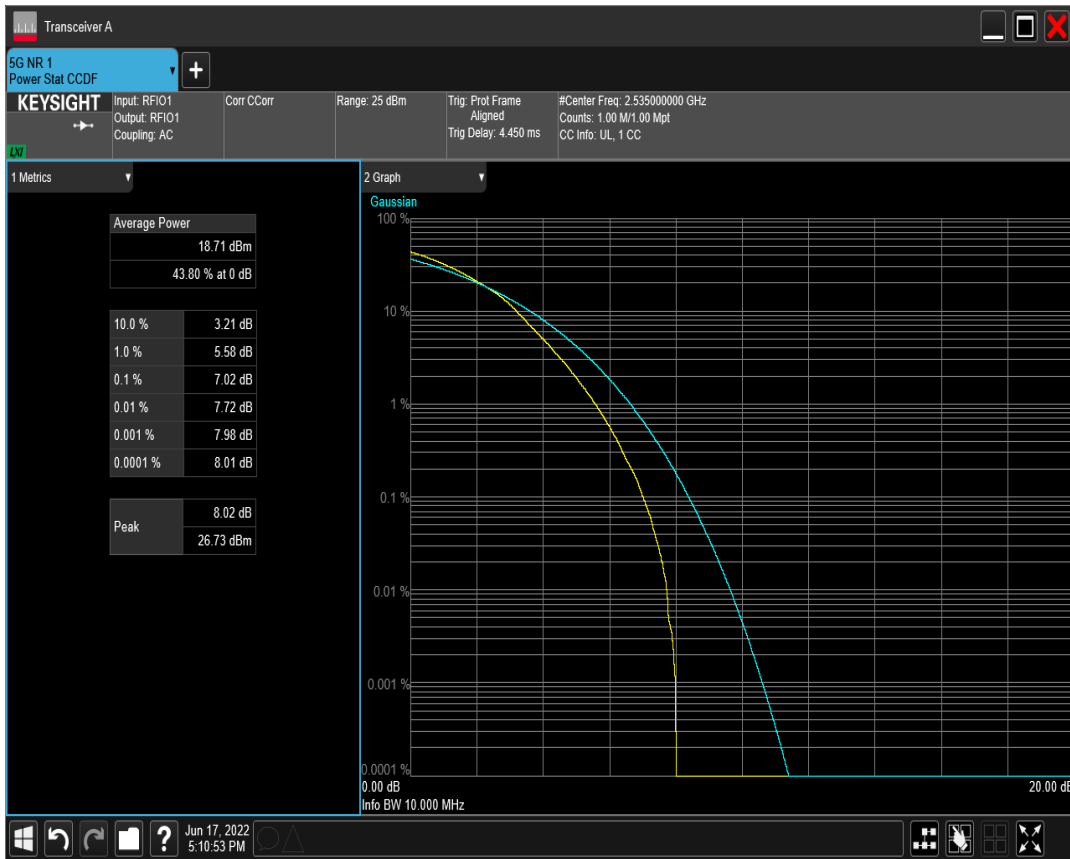 Transceiver A
5G NR 1
Power Stat CCDF
+
KEYSIGHT
LXI
Input: RFIO1
Output: RFIO1
Coupling: AC
Corr CCorr
Range: 25 dBm
Trig: Prot Frame
Aligned
Trig Delay: 4.450 ms
#Center Freq: 2.535000000 GHz
Counts: 1.00 M/1.00 Mpt
CC Info: UL, 1 CC
1 Metrics
Average Power
18.71 dBm
43.80 % at 0 dB
10.0 % 3.21 dB
1.0 % 5.58 dB
0.1 % 7.02 dB
0.01 % 7.72 dB
0.001 % 7.98 dB
0.0001 % 8.01 dB
Peak 8.02 dB
26.73 dBm
2 Graph
Gaussian
100 %
10 %
1 %
0.1 %
0.01 %
0.001 %
0.0001 %
0.00 dB 20.00 dB
Info BW 10.000 MHz
?
Jun 17, 2022
5:10:53 PM